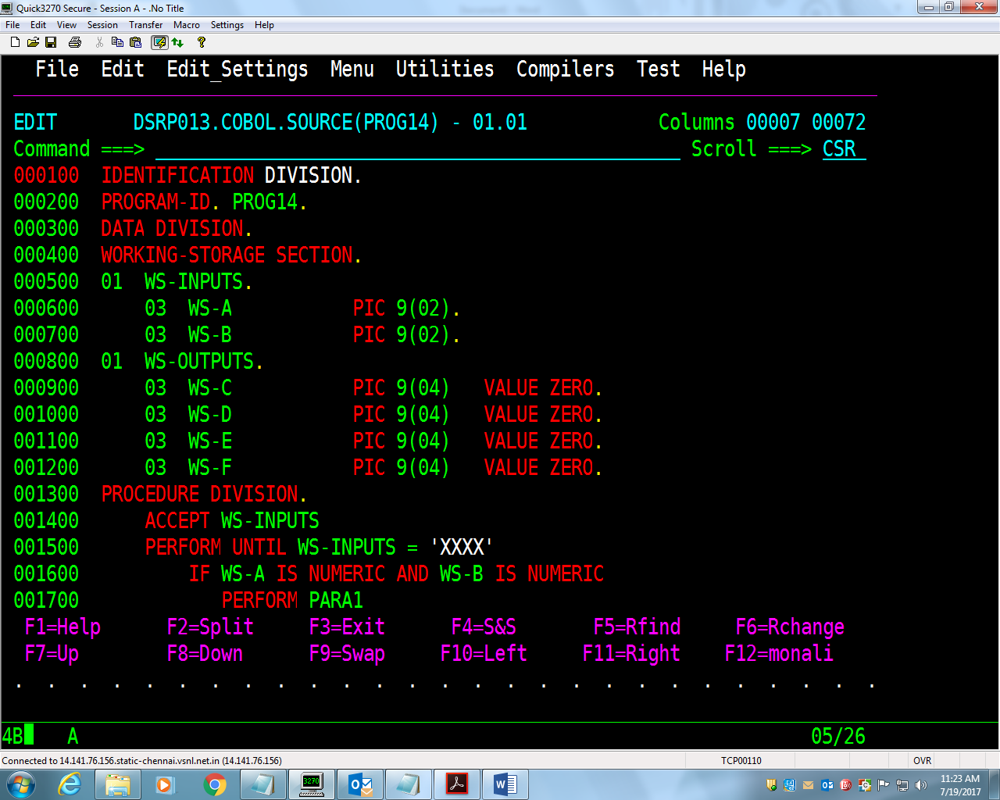 Quick3270 Secure - Session A - .No Title
File Edit View Session Transfer Macro Settings Help
File Edit Edit_Settings Menu Utilities Compilers Test Help
EDIT DSRP013.COBOL.SOURCE(PROG14) - 01.01 Columns 00007 00072
Command ===> Scroll ===> CSR
000100 IDENTIFICATION DIVISION.
000200 PROGRAM-ID. PROG14.
000300 DATA DIVISION.
000400 WORKING-STORAGE SECTION.
000500 01 WS-INPUTS.
000600 03 WS-A PIC 9(02).
000700 03 WS-B PIC 9(02).
000800 01 WS-OUTPUTS.
000900 03 WS-C PIC 9(04) VALUE ZERO.
001000 03 WS-D PIC 9(04) VALUE ZERO.
001100 03 WS-E PIC 9(04) VALUE ZERO.
001200 03 WS-F PIC 9(04) VALUE ZERO.
001300 PROCEDURE DIVISION.
001400 ACCEPT WS-INPUTS
001500 PERFORM UNTIL WS-INPUTS = 'XXXX'
001600 IF WS-A IS NUMERIC AND WS-B IS NUMERIC
001700 PERFORM PARA1
F1=Help F2=Split F3=Exit F4=S&S F5=Rfind F6=Rchange
F7=Up F8=Down F9=Swap F10=Left F11=Right F12=monali
. . . . . . . . . . . . . . . . . . . . . . . . . . .
4B A 05/26
Connected to 14.141.76.156.static-chennai.vsnl.net.in (14.141.76.156) TCP00110 OVR
3270
11:23 AM
7/19/2017